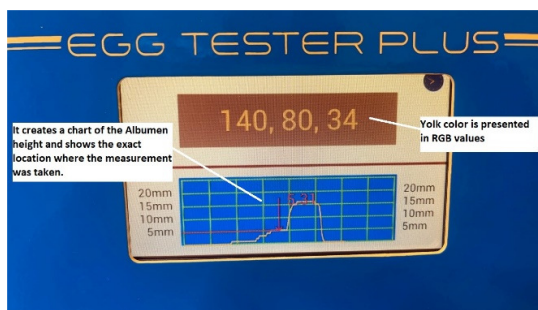 EGG TESTER PLUS
140, 80, 34
Yolk color is presented
in RGB values
It creates a chart of the Albumen
height and shows the exact
location where the measurement
was taken.
20mm
15mm
10mm
5mm
20mm
15mm
10mm
5mm